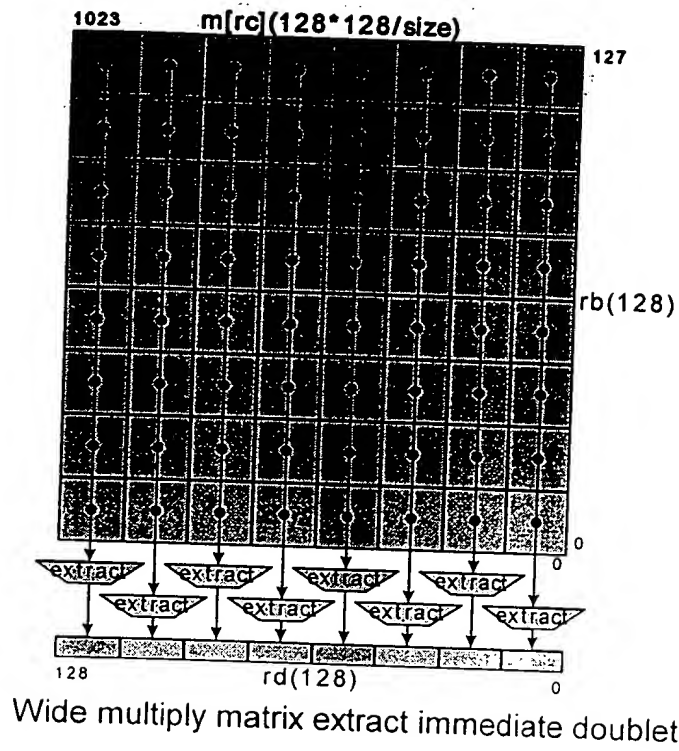 1023 m[rc](128*128/size)
127
rb(128)
0
0
extract extract extract extract
extract extract extract extract
128 rd(128) 0
Wide multiply matrix extract immediate doublet